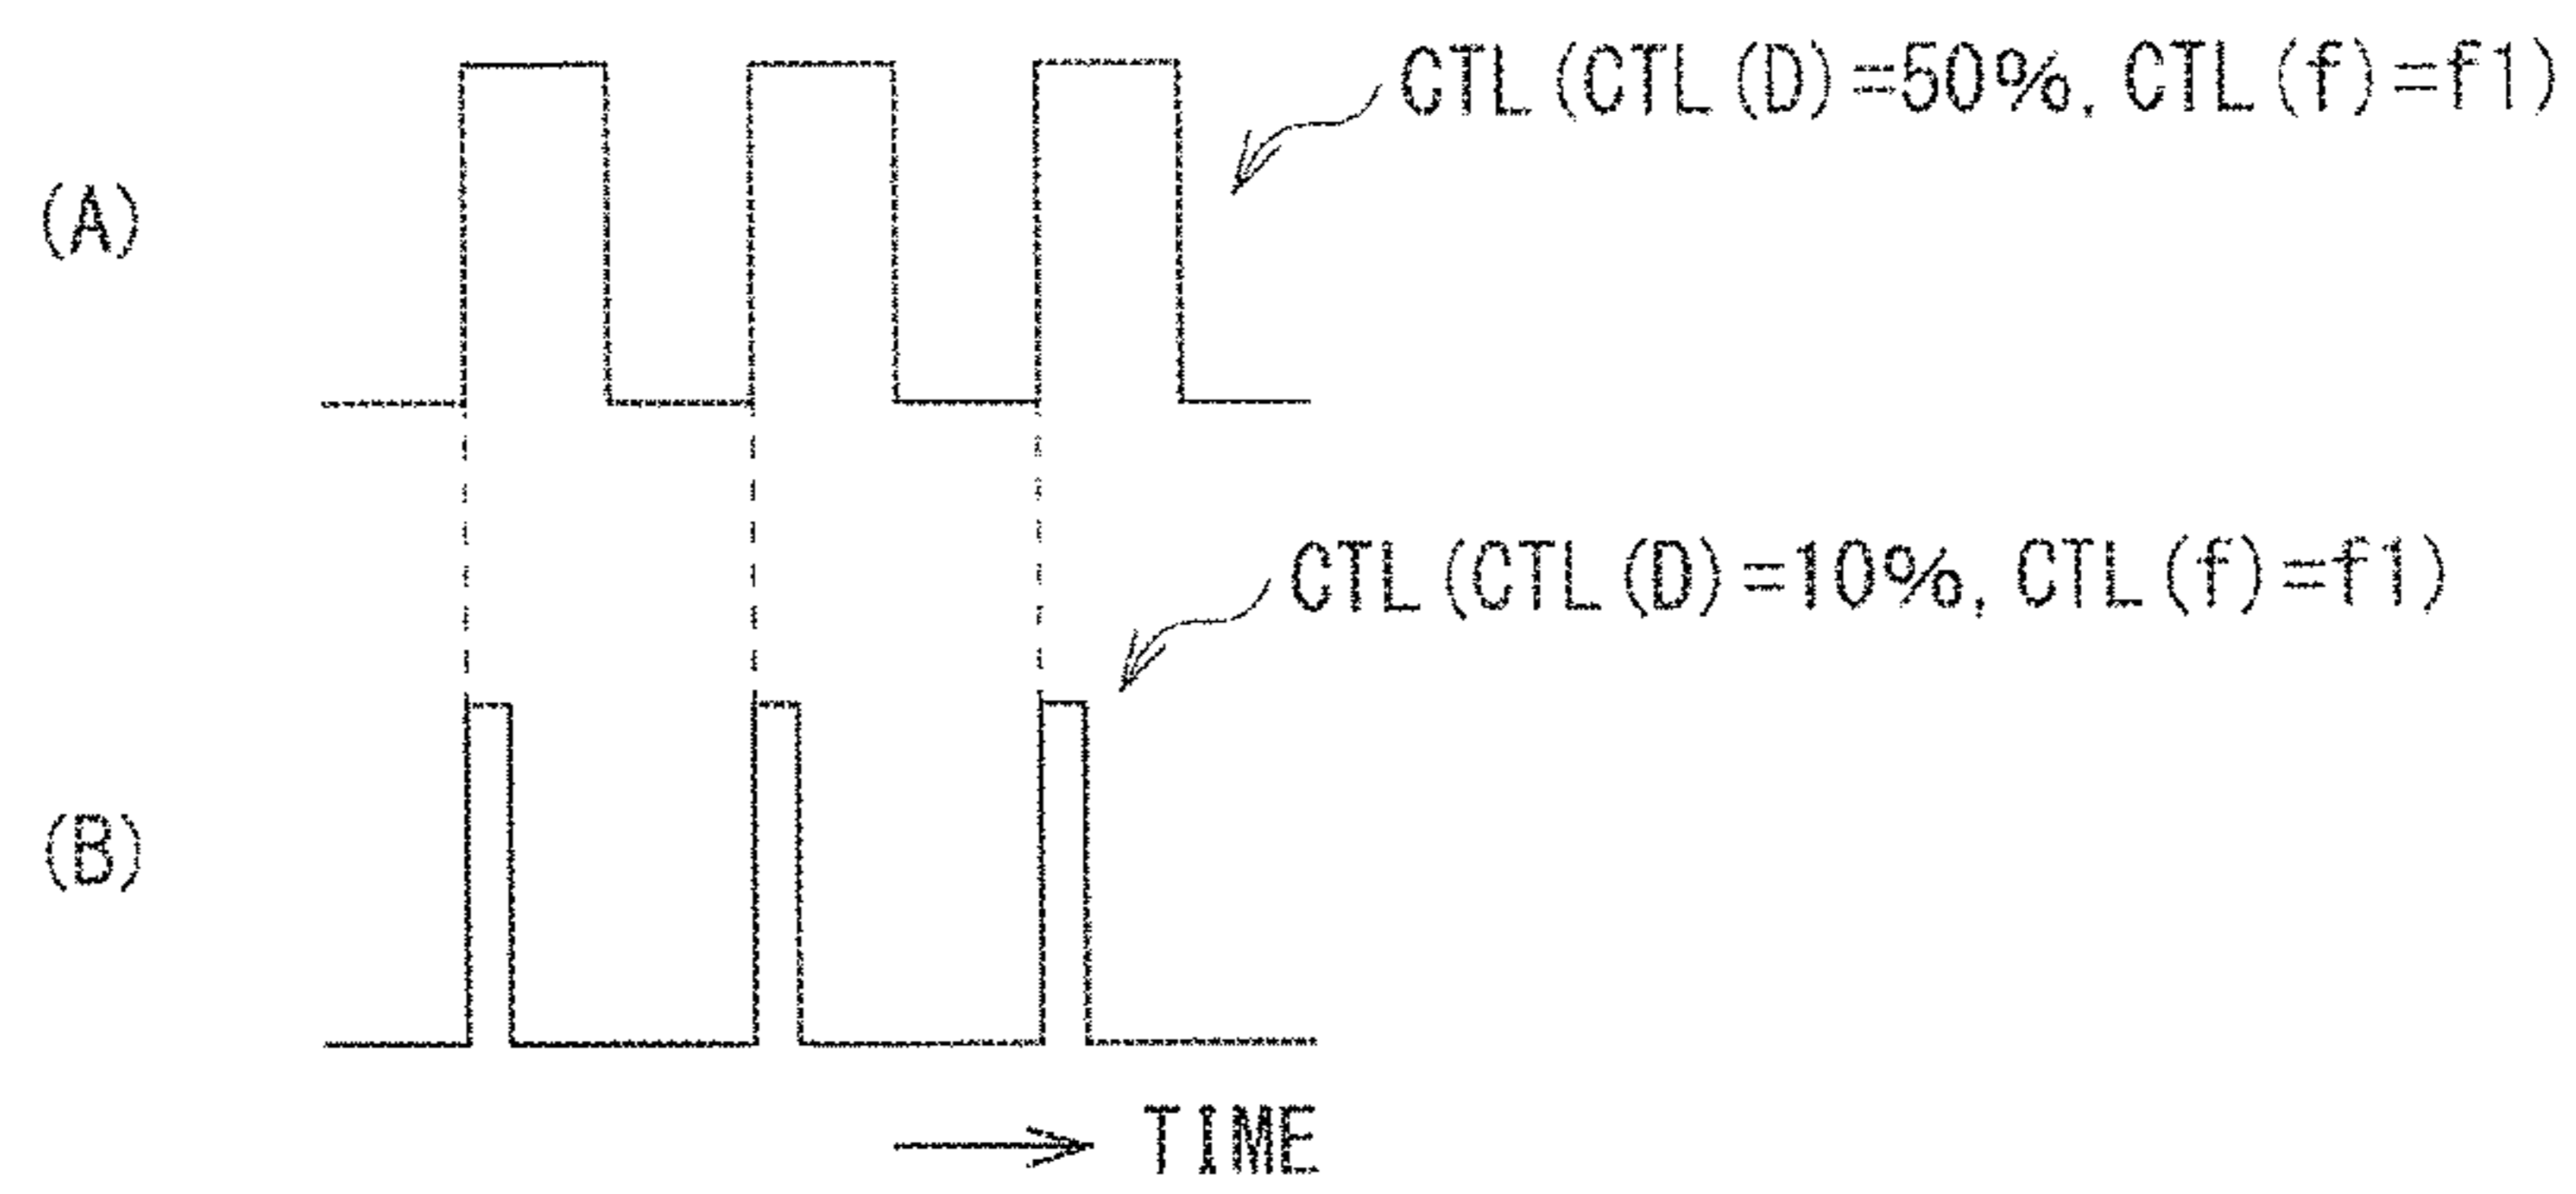 CTL(CTL(D)=50%, CTL(f)=f1)
(A)
CTL(CTL(D)=10%, CTL(f)=f1)
(B)
TIME